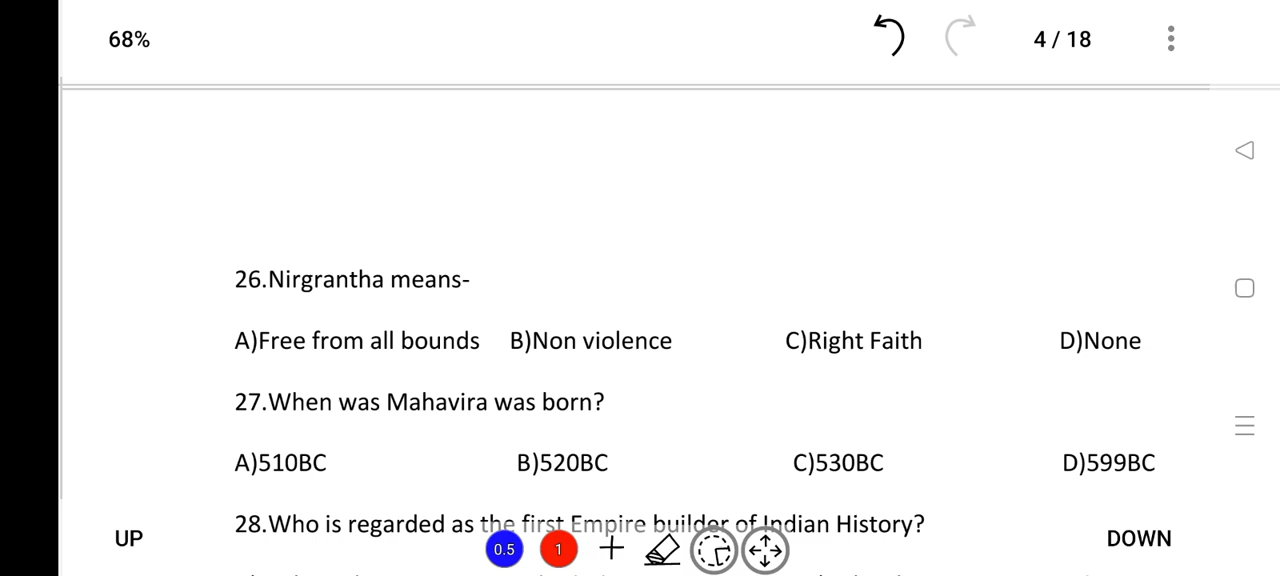 68%
4 / 18
26.Nirgrantha means-
A)Free from all bounds B)Non violence C)Right Faith D)None
27.When was Mahavira was born?
A)510BC B)520BC C)530BC D)599BC
28.Who is regarded as the first Empire builder of Indian History?
UP
0.5
1
DOWN